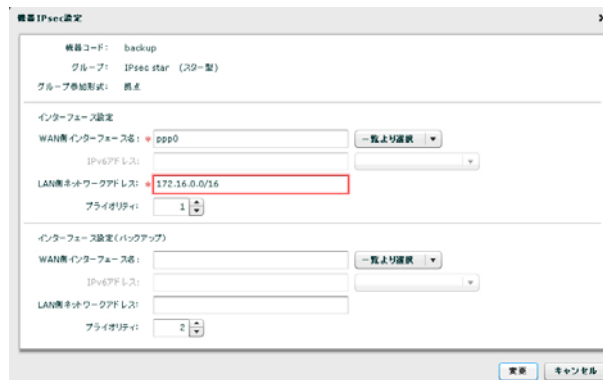 機器IPsec設定
機器コード: backup
グループ: IPsec star (スター型)
グループ参加形式: 拠点
インターフェース設定
WAN側インターフェース名: * ppp0 一覧より選択
IPv6アドレス:
LAN側ネットワークアドレス: * 172.16.0.0/16
プライオリティ: 1
インターフェース設定(バックアップ)
WAN側インターフェース名: 一覧より選択
IPv6アドレス:
LAN側ネットワークアドレス:
プライオリティ: 2
変更 キャンセル